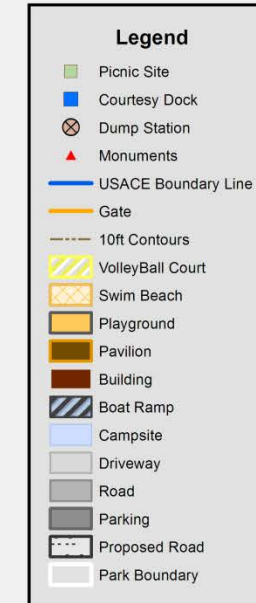 Legend
Picnic Site
Courtesy Dock
Dump Station
Monuments
USACE Boundary Line
Gate
10ft Contours
VolleyBall Court
Swim Beach
Playground
Pavilion
Building
Boat Ramp
Campsite
Driveway
Road
Parking
Proposed Road
Park Boundary